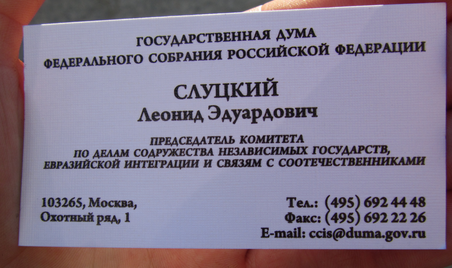 ГОСУДАРСТВЕННАЯ ДУМА
ФЕДЕРАЛЬНОГО СОБРАНИЯ РОССИЙСКОЙ ФЕДЕРАЦИИ
СЛУЦКИЙ
Леонид Эдуардович
ПРЕДСЕДАТЕЛЬ КОМИТЕТА
ПО ДЕЛАМ СОДРУЖЕСТВА НЕЗАВИСИМЫХ ГОСУДАРСТВ,
ЕВРАЗИЙСКОЙ ИНТЕГРАЦИИ И СВЯЗЯМ С СООТЕЧЕСТВЕННИКАМИ
103265, Москва,
Охотный ряд, 1
Тел.: (495) 692 44 48
Факс: (495) 692 22 26
E-mail: ccis@duma.gov.ru